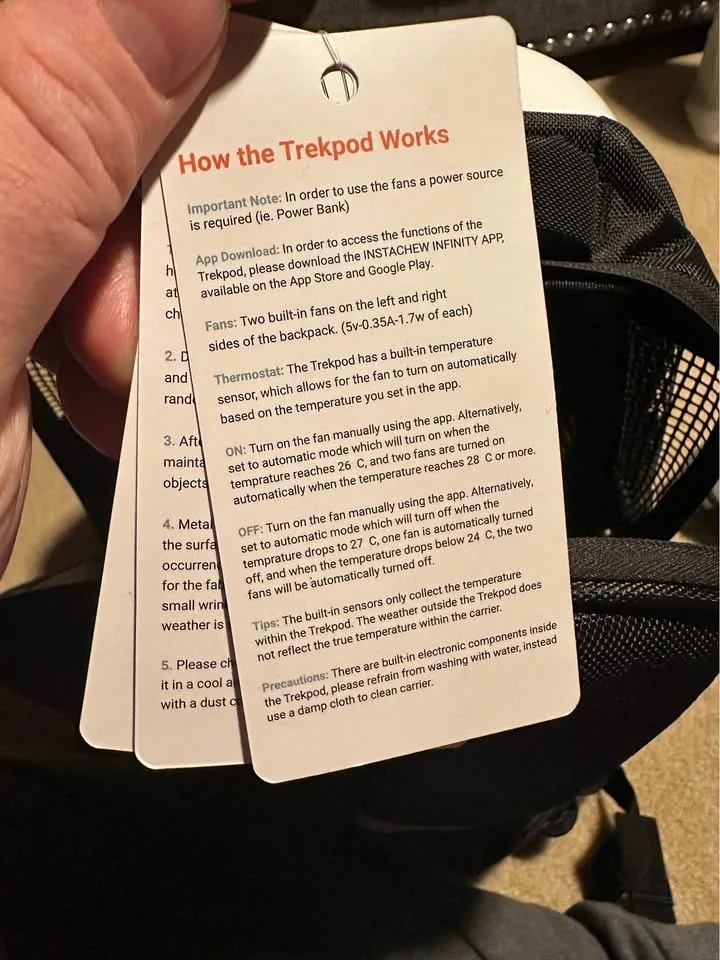 How the Trekpod Works
Important Note: In order to use the fans a power source
is required (ie. Power Bank)
App Download: In order to access the functions of the
Trekpod, please download the INSTACHEW INFINITY APP,
available on the App Store and Google Play.
Fans: Two built-in fans on the left and right
sides of the backpack. (5v-0.35A-1.7w of each)
Thermostat: The Trekpod has a built-in temperature
sensor, which allows for the fan to turn on automatically
based on the temperature you set in the app.
ON: Turn on the fan manually using the app. Alternatively,
set to automatic mode which will turn on when the
temprature reaches 26 C, and two fans are turned on
automatically when the temperature reaches 28 C or more.
OFF: Turn on the fan manually using the app. Alternatively,
set to automatic mode which will turn off when the
temprature drops to 27 C, one fan is automatically turned
off, and when the temperature drops below 24 C, the two
fans will be automatically turned off.
Tips: The built-in sensors only collect the temperature
within the Trekpod. The weather outside the Trekpod does
not reflect the true temperature within the carrier.
Precautions: There are built-in electronic components inside
the Trekpod, please refrain from washing with water, instead
use a damp cloth to clean carrier.
2.
and
3.
objects
4. Metal
the
for the
small
weather is
5. Please
it in a cool
with a dust